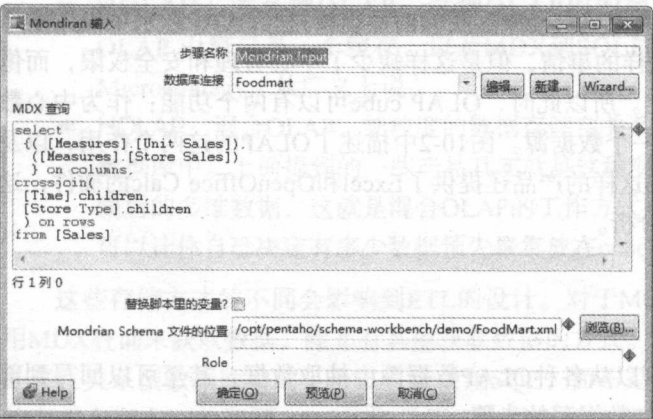 Mondiran 输入
步骤名称 Mondrian Input
数据库连接 Foodmart 编辑... 新建... Wizard...
MDX 查询
select
{([Measures].[Unit Sales]),
([Measures].[Store Sales])
} on columns,
crossjoin(
[Time].children,
[Store Type].children
) on rows
from [Sales]
行1列0
替换脚本里的变量?
Mondrian Schema 文件的位置 /opt/pentaho/schema-workbench/demo/FoodMart.xml 浏览(B)...
Role
Help 确定(O) 预览(P) 取消(C)